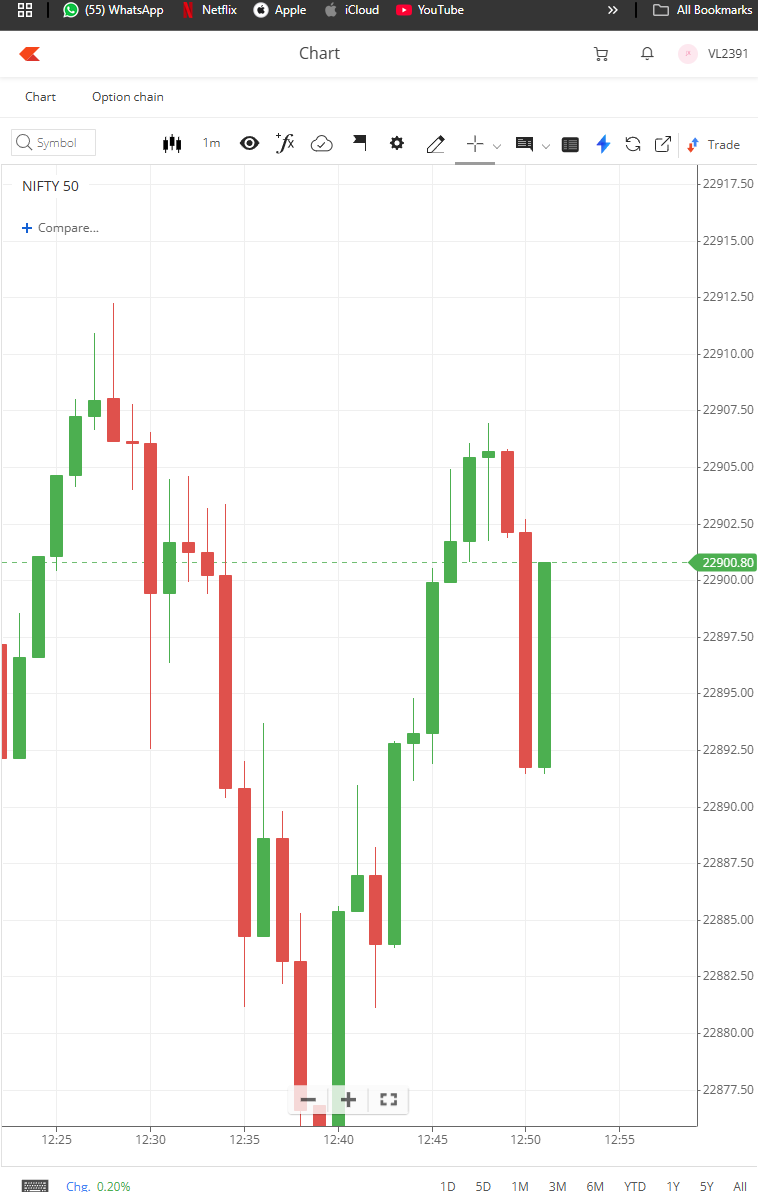 (55) WhatsApp Netflix Apple iCloud YouTube » All Bookmarks
Chart VL2391
Chart Option chain
Symbol 1m Trade
NIFTY 50
+ Compare...
22917.50
22915.00
22912.50
22910.00
22907.50
22905.00
22902.50
22900.80
22900.00
22897.50
22895.00
22892.50
22890.00
22887.50
22885.00
22882.50
22880.00
22877.50
12:25 12:30 12:35 12:40 12:45 12:50 12:55
Chg. 0.20% 1D 5D 1M 3M 6M YTD 1Y 5Y All